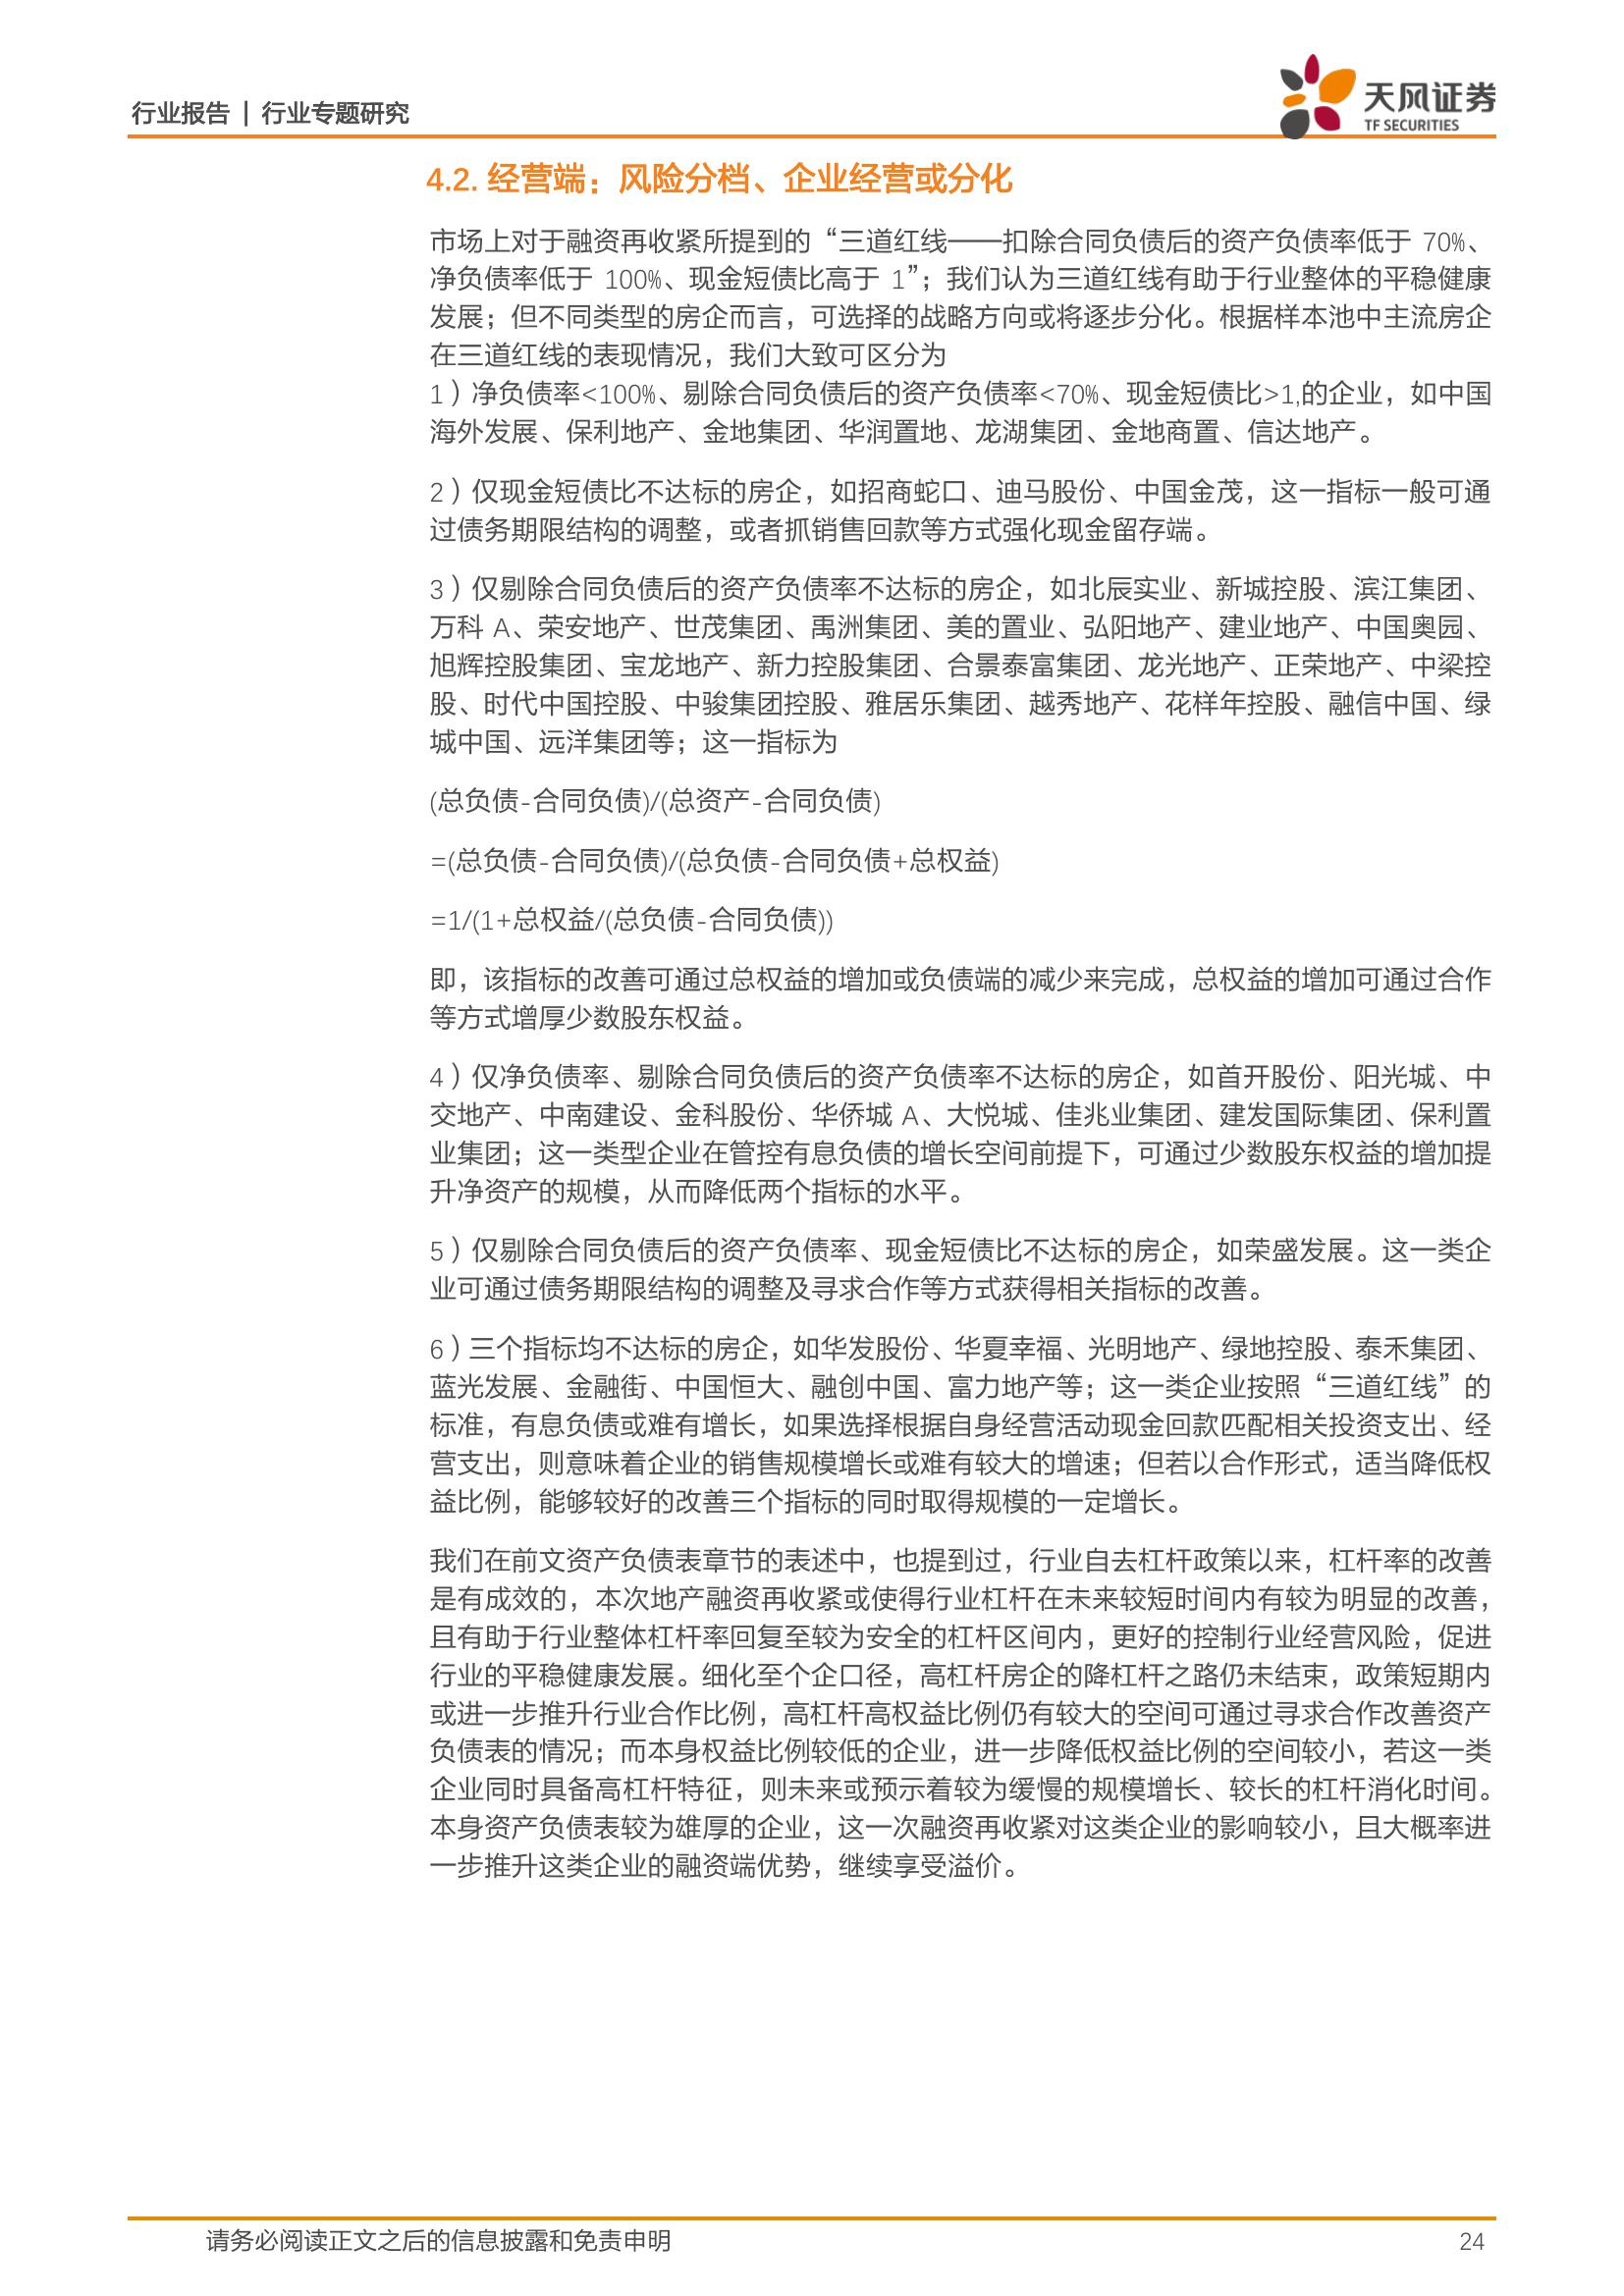 行业报告 | 行业专题研究
天风证券
TF SECURITIES
4.2. 经营端：风险分档、企业经营或分化
市场上对于融资再收紧所提到的“三道红线——扣除合同负债后的资产负债率低于 70%、
净负债率低于 100%、现金短债比高于 1”；我们认为三道红线有助于行业整体的平稳健康
发展；但不同类型的房企而言，可选择的战略方向或将逐步分化。根据样本池中主流房企
在三道红线的表现情况，我们大致可区分为
1）净负债率<100%、剔除合同负债后的资产负债率<70%、现金短债比>1,的企业，如中国
海外发展、保利地产、金地集团、华润置地、龙湖集团、金地商置、信达地产。
2）仅现金短债比不达标的房企，如招商蛇口、迪马股份、中国金茂，这一指标一般可通
过债务期限结构的调整，或者抓销售回款等方式强化现金留存端。
3）仅剔除合同负债后的资产负债率不达标的房企，如北辰实业、新城控股、滨江集团、
万科 A、荣安地产、世茂集团、禹洲集团、美的置业、弘阳地产、建业地产、中国奥园、
旭辉控股集团、宝龙地产、新力控股集团、合景泰富集团、龙光地产、正荣地产、中梁控
股、时代中国控股、中骏集团控股、雅居乐集团、越秀地产、花样年控股、融信中国、绿
城中国、远洋集团等；这一指标为
(总负债-合同负债)/(总资产-合同负债)
=(总负债-合同负债)/(总负债-合同负债+总权益)
=1/(1+总权益/(总负债-合同负债))
即，该指标的改善可通过总权益的增加或负债端的减少来完成，总权益的增加可通过合作
等方式增厚少数股东权益。
4）仅净负债率、剔除合同负债后的资产负债率不达标的房企，如首开股份、阳光城、中
交地产、中南建设、金科股份、华侨城 A、大悦城、佳兆业集团、建发国际集团、保利置
业集团；这一类型企业在管控有息负债的增长空间前提下，可通过少数股东权益的增加提
升净资产的规模，从而降低两个指标的水平。
5）仅剔除合同负债后的资产负债率、现金短债比不达标的房企，如荣盛发展。这一类企
业可通过债务期限结构的调整及寻求合作等方式获得相关指标的改善。
6）三个指标均不达标的房企，如华发股份、华夏幸福、光明地产、绿地控股、泰禾集团、
蓝光发展、金融街、中国恒大、融创中国、富力地产等；这一类企业按照“三道红线”的
标准，有息负债或难有增长，如果选择根据自身经营活动现金回款匹配相关投资支出、经
营支出，则意味着企业的销售规模增长或难有较大的增速；但若以合作形式，适当降低权
益比例，能够较好的改善三个指标的同时取得规模的一定增长。
我们在前文资产负债表章节的表述中，也提到过，行业自去杠杆政策以来，杠杆率的改善
是有成效的，本次地产融资再收紧或使得行业杠杆在未来较短时间内有较为明显的改善，
且有助于行业整体杠杆率回复至较为安全的杠杆区间内，更好的控制行业经营风险，促进
行业的平稳健康发展。细化至个企口径，高杠杆房企的降杠杆之路仍未结束，政策短期内
或进一步推升行业合作比例，高杠杆高权益比例仍有较大的空间可通过寻求合作改善资产
负债表的情况；而本身权益比例较低的企业，进一步降低权益比例的空间较小，若这一类
企业同时具备高杠杆特征，则未来或预示着较为缓慢的规模增长、较长的杠杆消化时间。
本身资产负债表较为雄厚的企业，这一次融资再收紧对这类企业的影响较小，且大概率进
一步推升这类企业的融资端优势，继续享受溢价。
请务必阅读正文之后的信息披露和免责申明
24